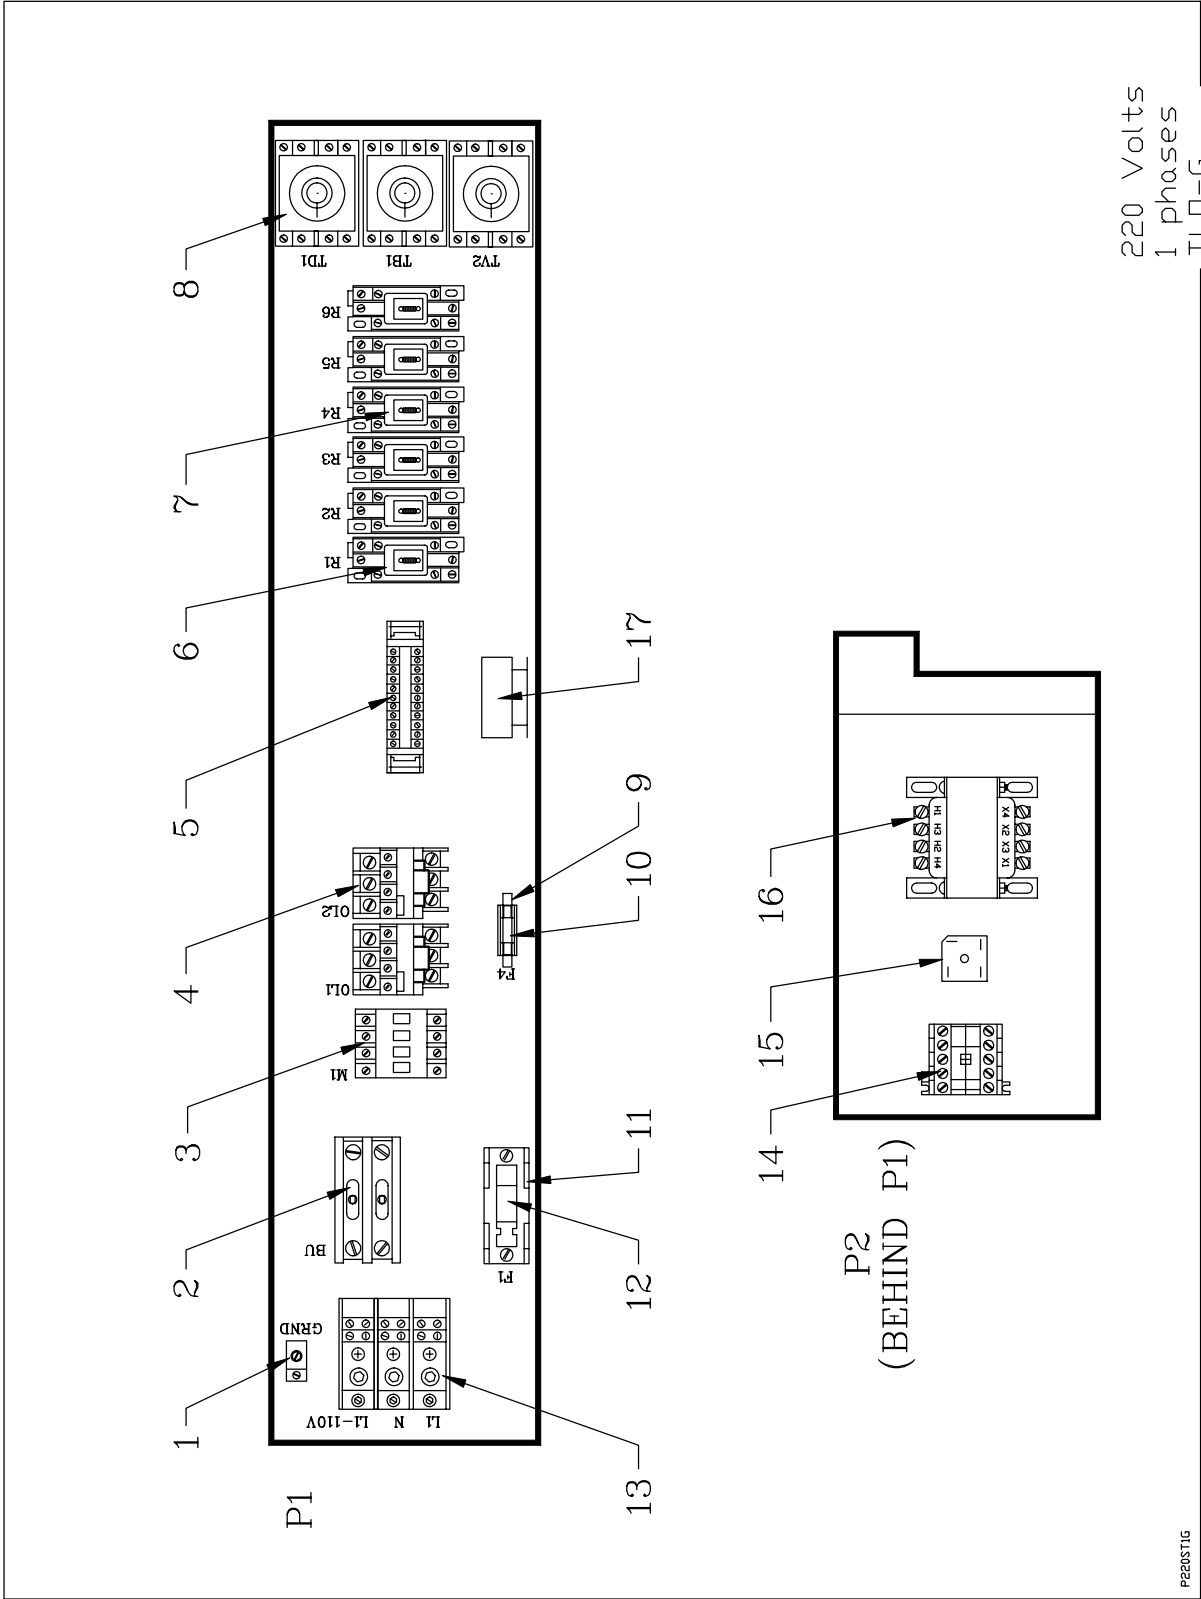 8
7
6
5
4
3
2
1
TD1
TB1
TV2
R6
R5
R4
R3
R2
R1
OL2
OL1
M1
BU
GRND
L1-110V
N
L1
F4
F1
P1
17
9
10
11
12
13
16
15
14
H1 H3 H2 H4
X4 X2 X3 X1
P2
(BEHIND P1)
220 Volts
1 phases
P220ST1G